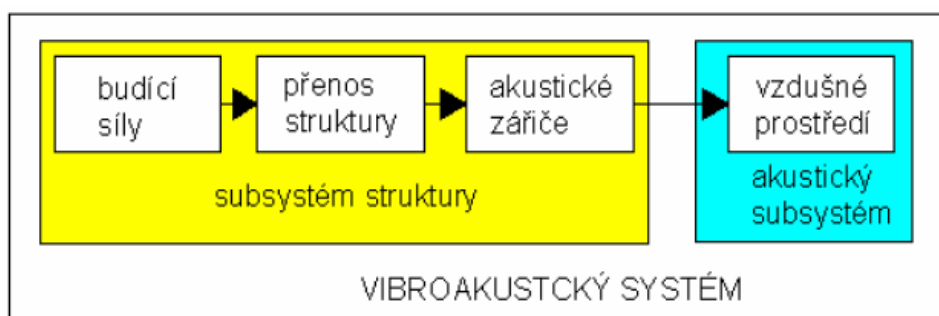 budící
síly
přenos
struktury
akustické
zářiče
vzdušné
prostředí
subsystém struktury
akustický
subsystém
VIBROAKUSTCKÝ SYSTÉM